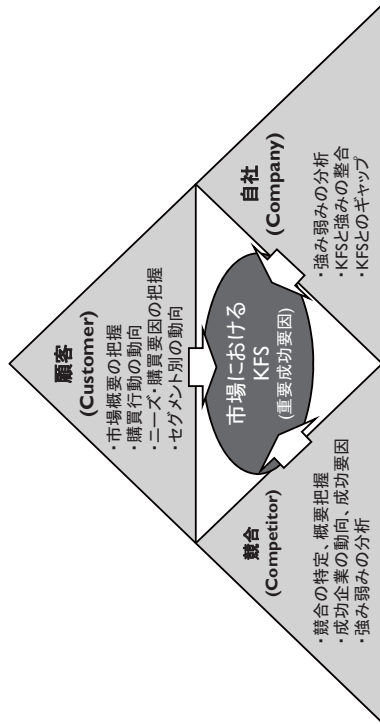 顧客
(Customer)
・市場概要の把握
・購買行動の動向
・ニーズ・購買要因の把握
・セグメント別の動向
市場における
KFS
(重要成功要因)
競合
(Competitor)
・競合の特定、概要把握
・成功企業の動向、成功要因
・強み弱みの分析
自社
(Company)
・強み弱みの分析
・KFSと強みの整合
・KFSとのギャップ